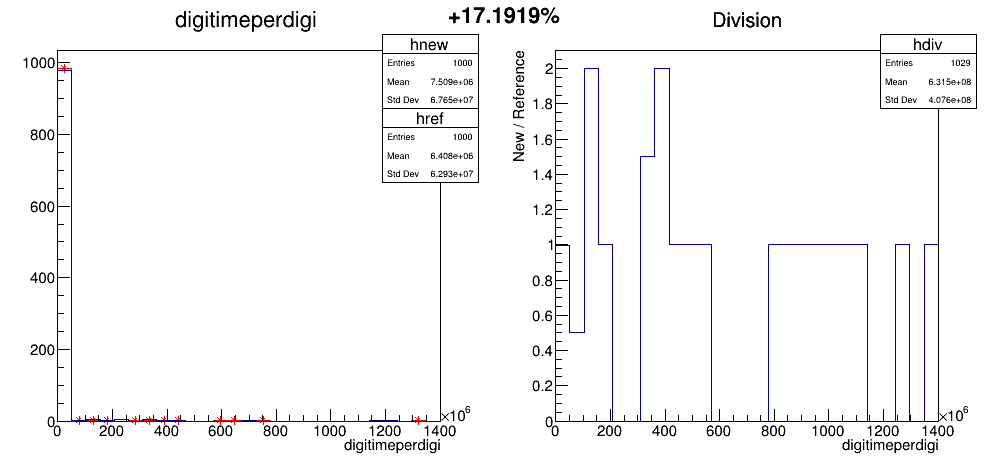 +17.1919%
digitimeperdigi
hnew
Entries 1000
Mean 7.509e+06
Std Dev 6.765e+07
href
Entries 1000
Mean 6.408e+06
Std Dev 6.293e+07
1000
800
600
400
200
0
0 200 400 600 800 1000 1200 1400
×10⁶
digitimeperdigi
Division
hdiv
Entries 1029
Mean 6.315e+08
Std Dev 4.076e+08
New / Reference
2
1.8
1.6
1.4
1.2
1
0.8
0.6
0.4
0.2
0
0 200 400 600 800 1000 1200 1400
×10⁶
digitimeperdigi